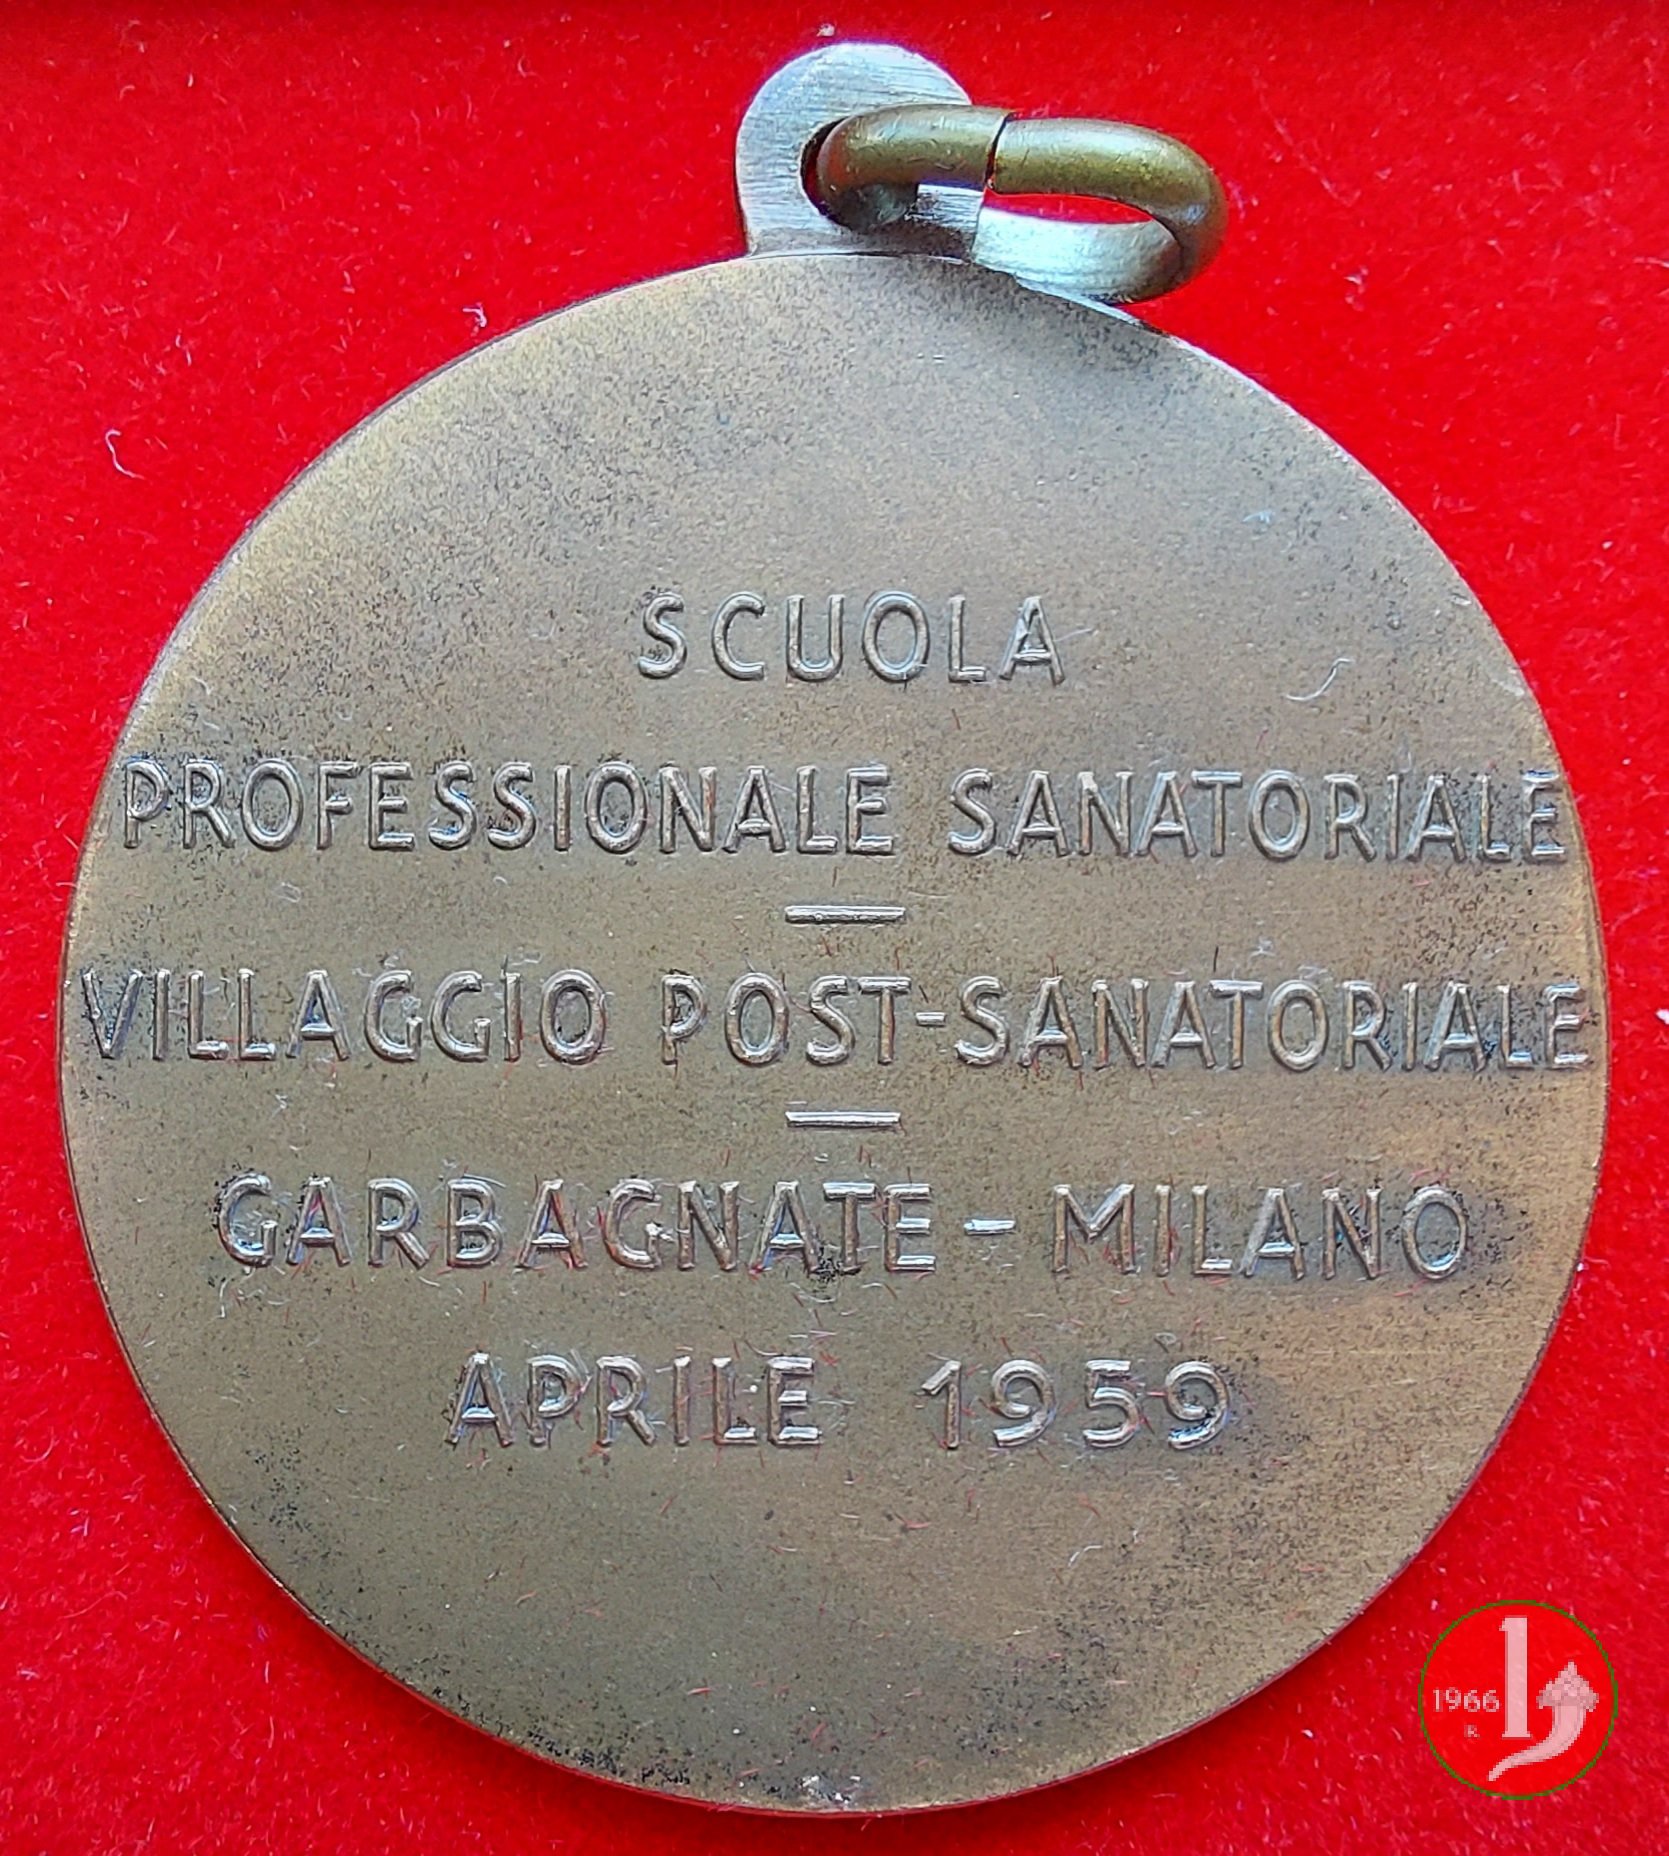 SCUOLA
PROFESSIONALE SANATORIALE
VILLAGGIO POST-SANATORIALE
GARBAGNATE - MILANO
APRILE 1959
1966
R